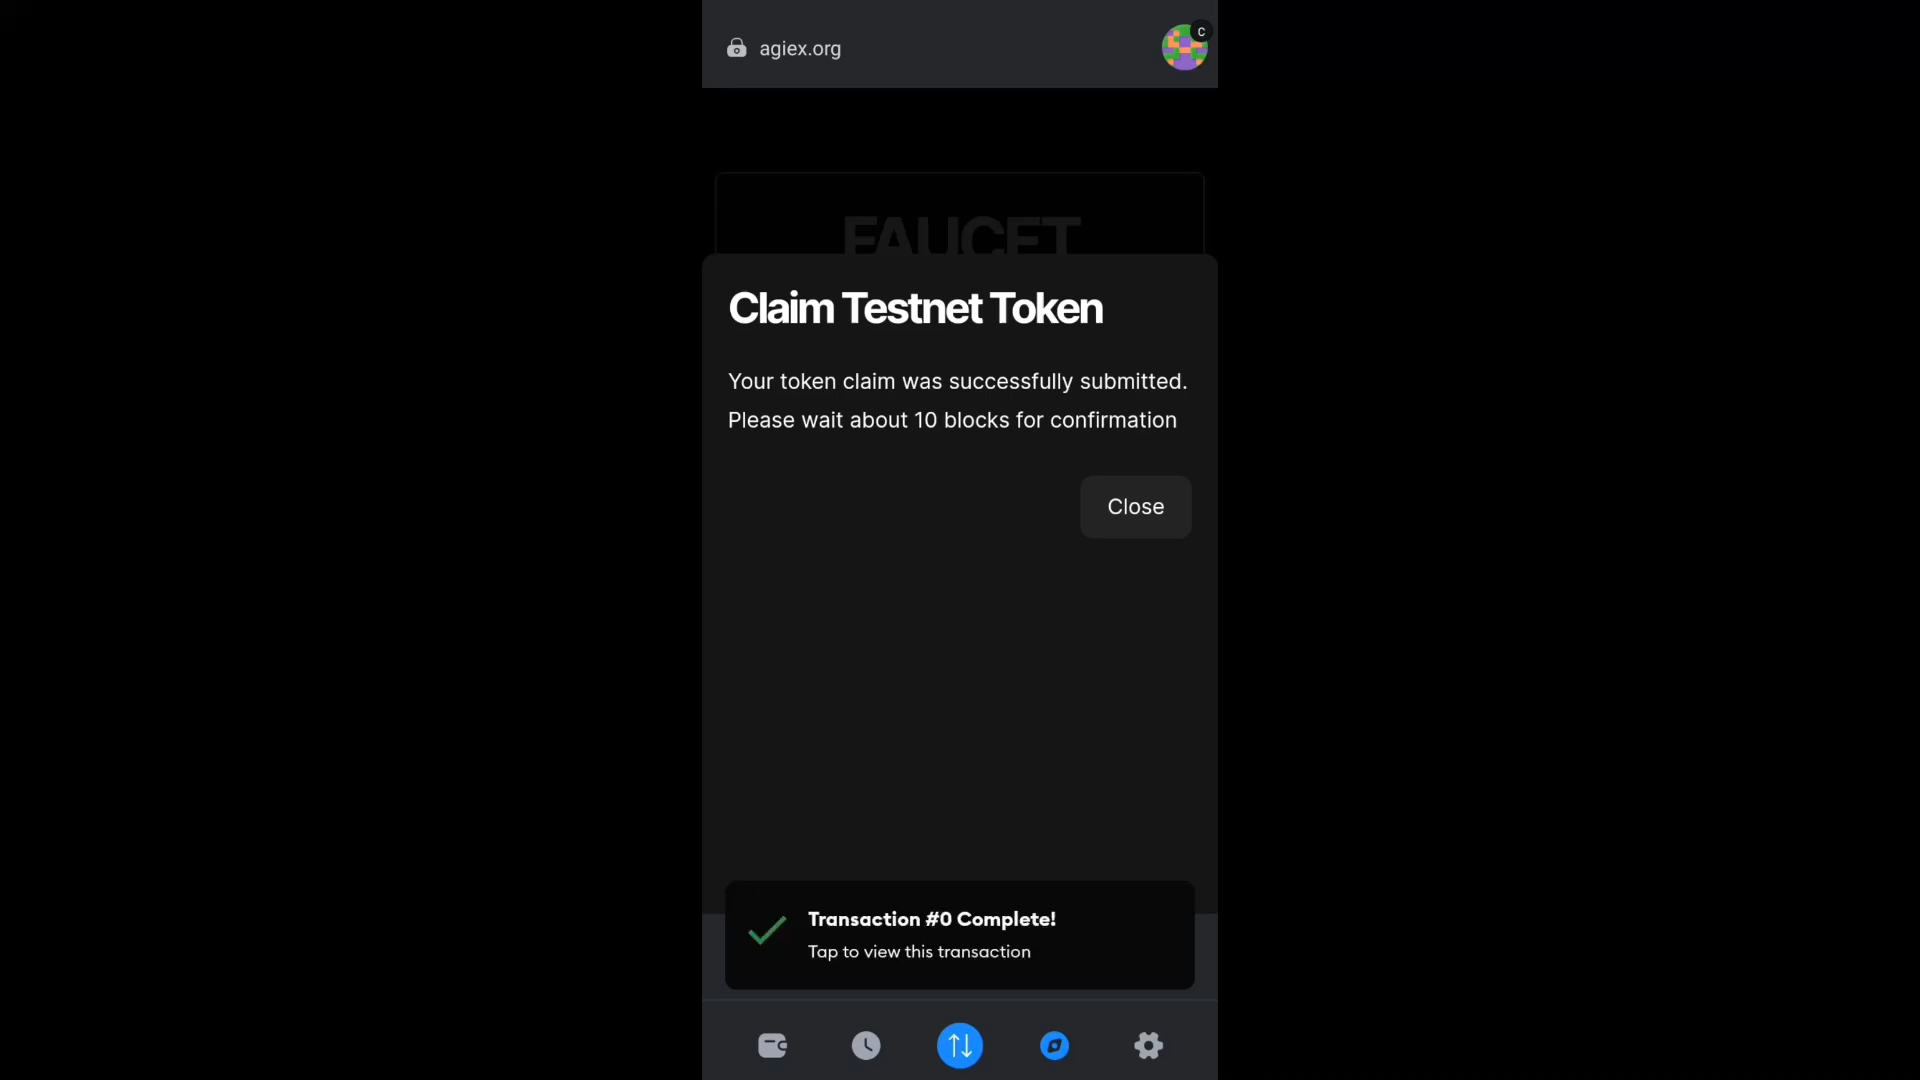 agiex.org
C
FAUCET
Claim Testnet Token
Your token claim was successfully submitted.
Please wait about 10 blocks for confirmation
Close
Transaction #0 Complete!
Tap to view this transaction